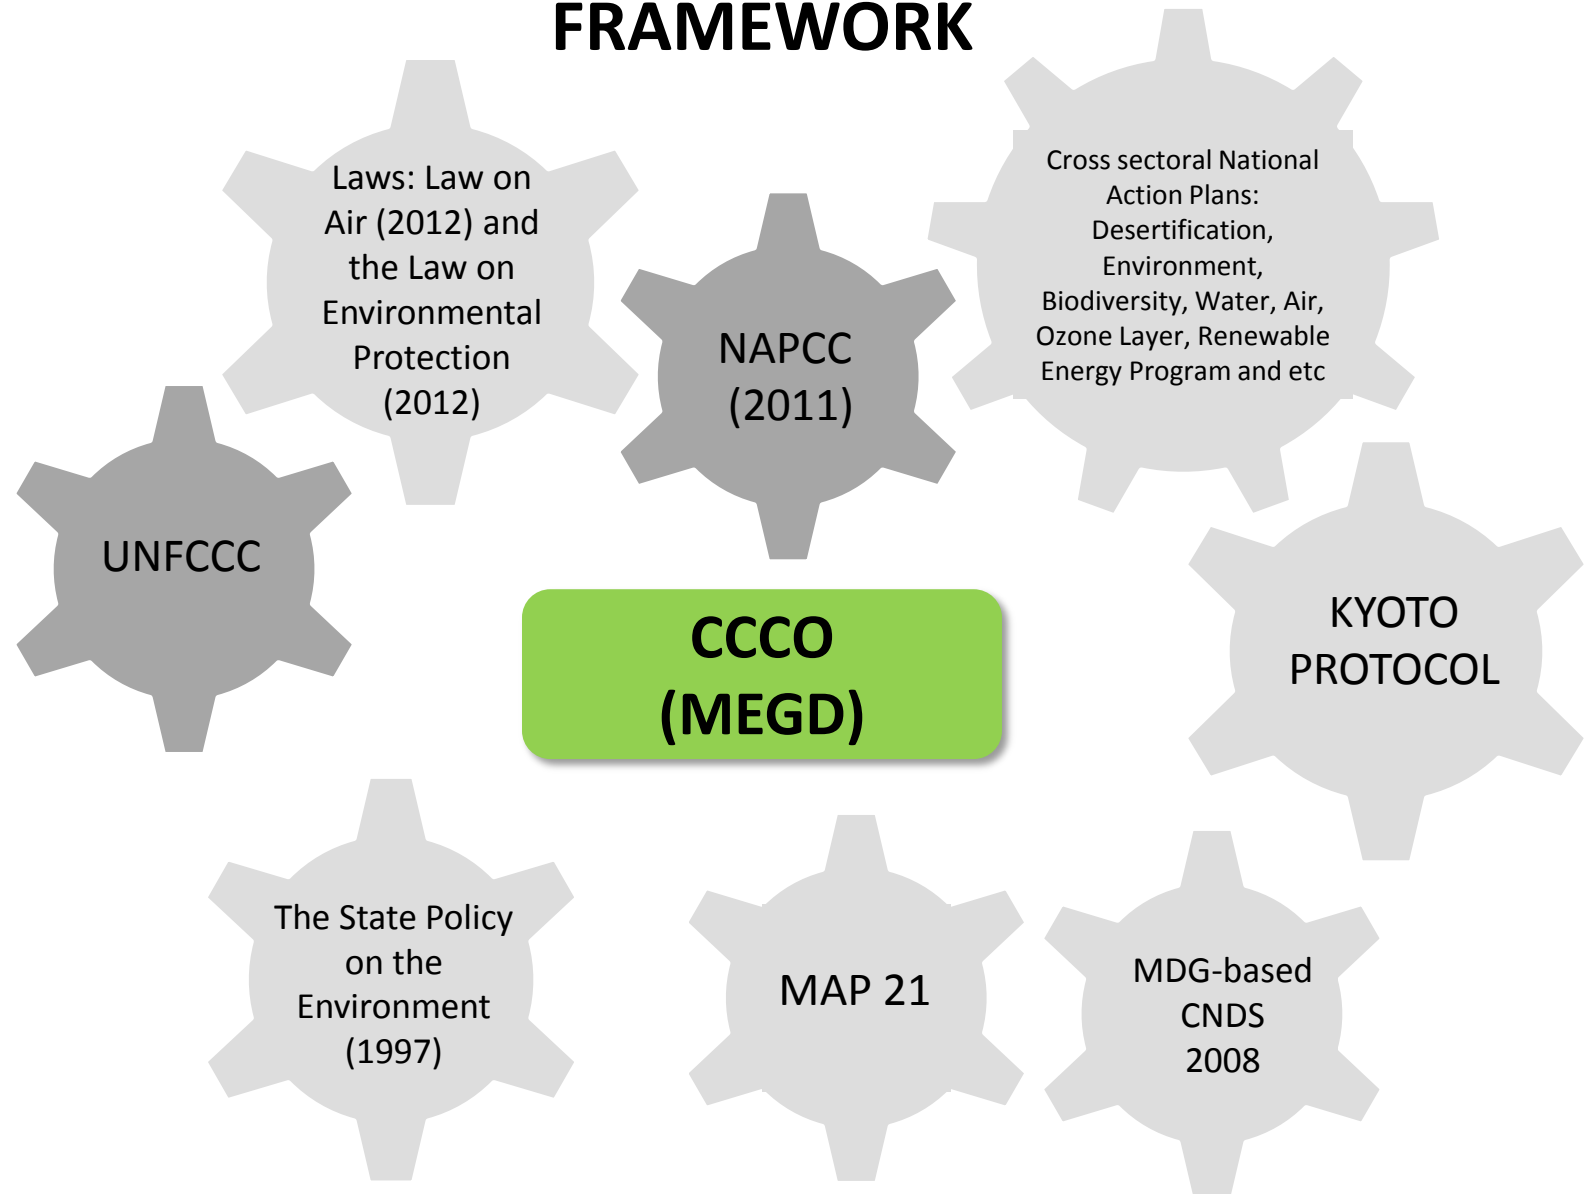 FRAMEWORK
Laws: Law on
Air (2012) and
the Law on
Environmental
Protection
(2012)
NAPCC
(2011)
Cross sectoral National
Action Plans:
Desertification,
Environment,
Biodiversity, Water, Air,
Ozone Layer, Renewable
Energy Program and etc
UNFCCC
CCCO
(MEGD)
KYOTO
PROTOCOL
The State Policy
on the
Environment
(1997)
MAP 21
MDG-based
CNDS
2008